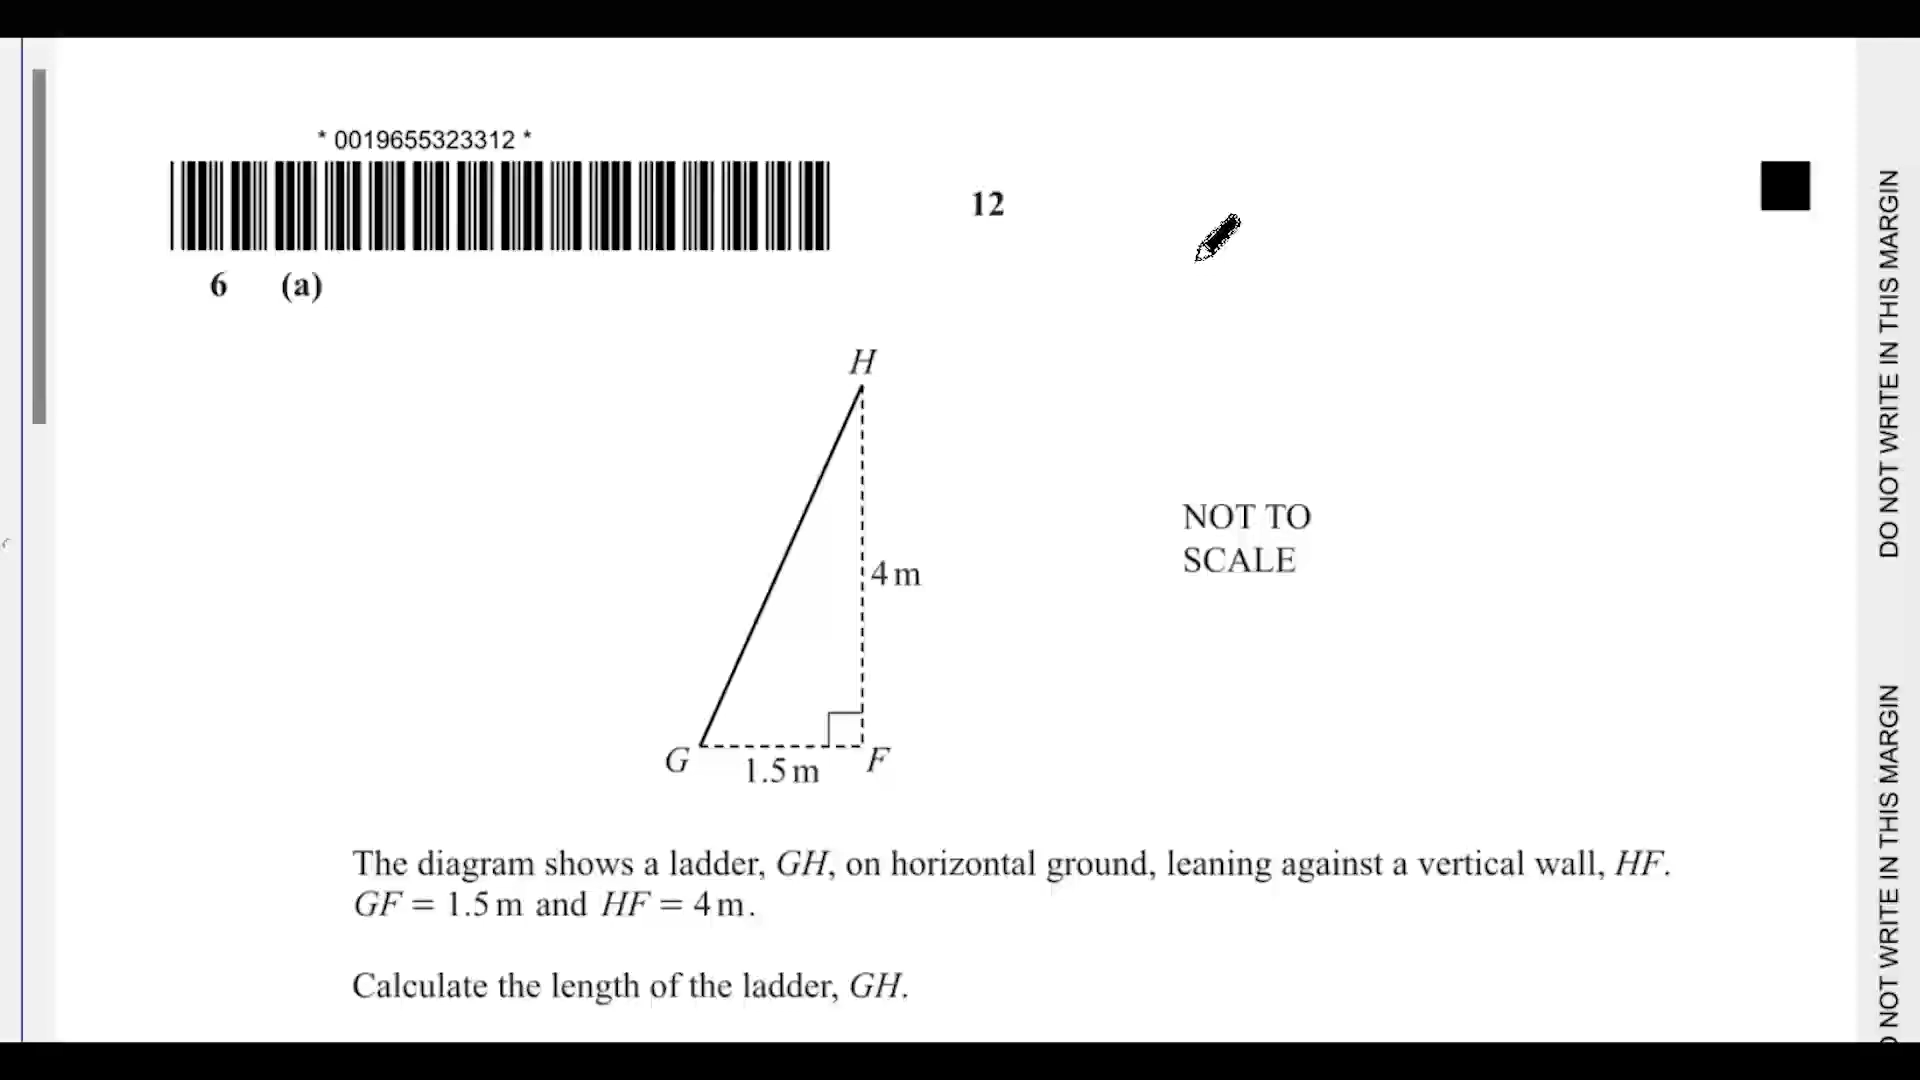 * 0019655323312 *
12
6 (a)
H
NOT TO
SCALE
4 m
G
F
1.5 m
The diagram shows a ladder, GH, on horizontal ground, leaning against a vertical wall, HF.
GF = 1.5 m and HF = 4 m.
Calculate the length of the ladder, GH.
DO NOT WRITE IN THIS MARGIN
NOT WRITE IN THIS MARGIN